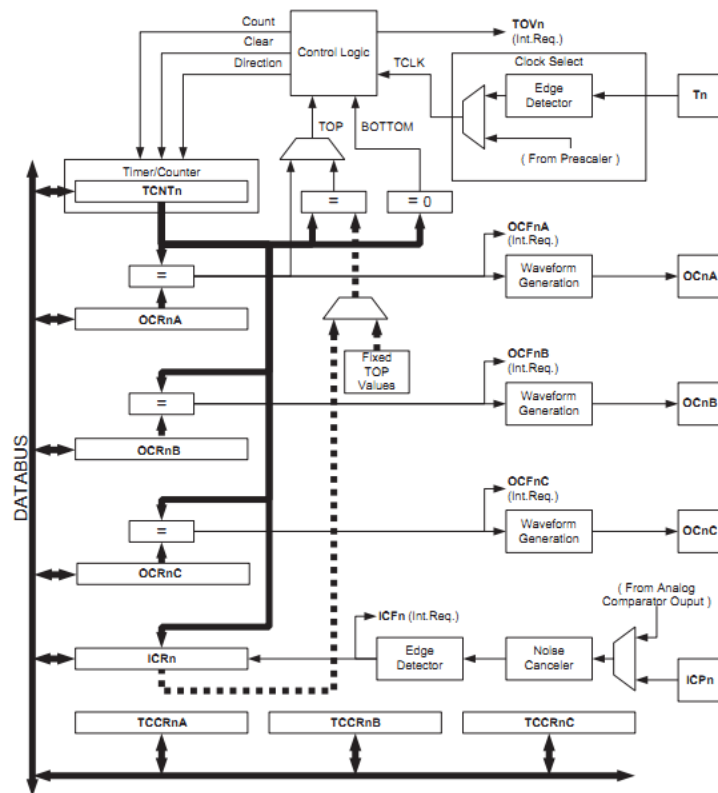 Count
Clear
Direction
Control Logic
TOVn
(Int.Req.)
TCLK
Clock Select
Edge
Detector
Tn
( From Prescaler )
TOP
BOTTOM
Timer/Counter
TCNTn
=
= 0
=
OCRnA
OCFnA
(Int.Req.)
Waveform
Generation
OCnA
Fixed
TOP
Values
=
OCRnB
OCFnB
(Int.Req.)
Waveform
Generation
OCnB
DATABUS
=
OCRnC
OCFnC
(Int.Req.)
Waveform
Generation
OCnC
( From Analog
Comparator Ouput )
ICFn (Int.Req.)
ICRn
Edge
Detector
Noise
Canceler
ICPn
TCCRnA
TCCRnB
TCCRnC